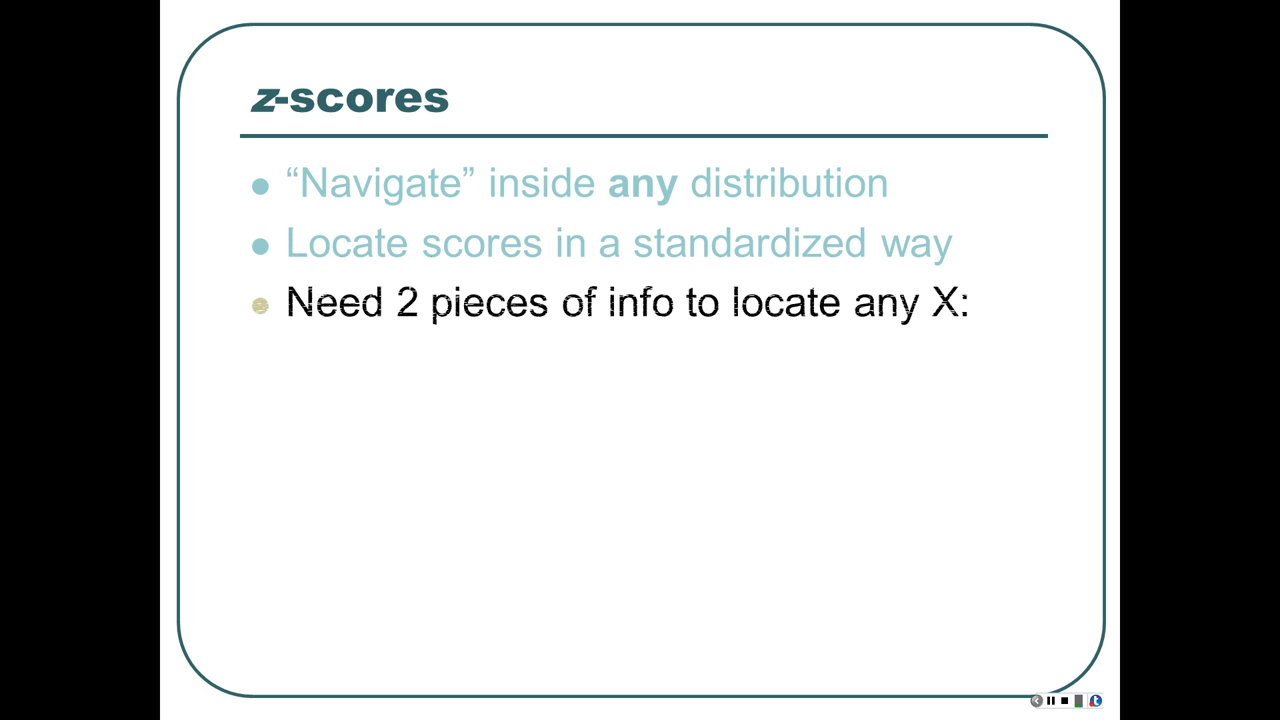 z-scores
“Navigate” inside any distribution
Locate scores in a standardized way
Need 2 pieces of info to locate any X: